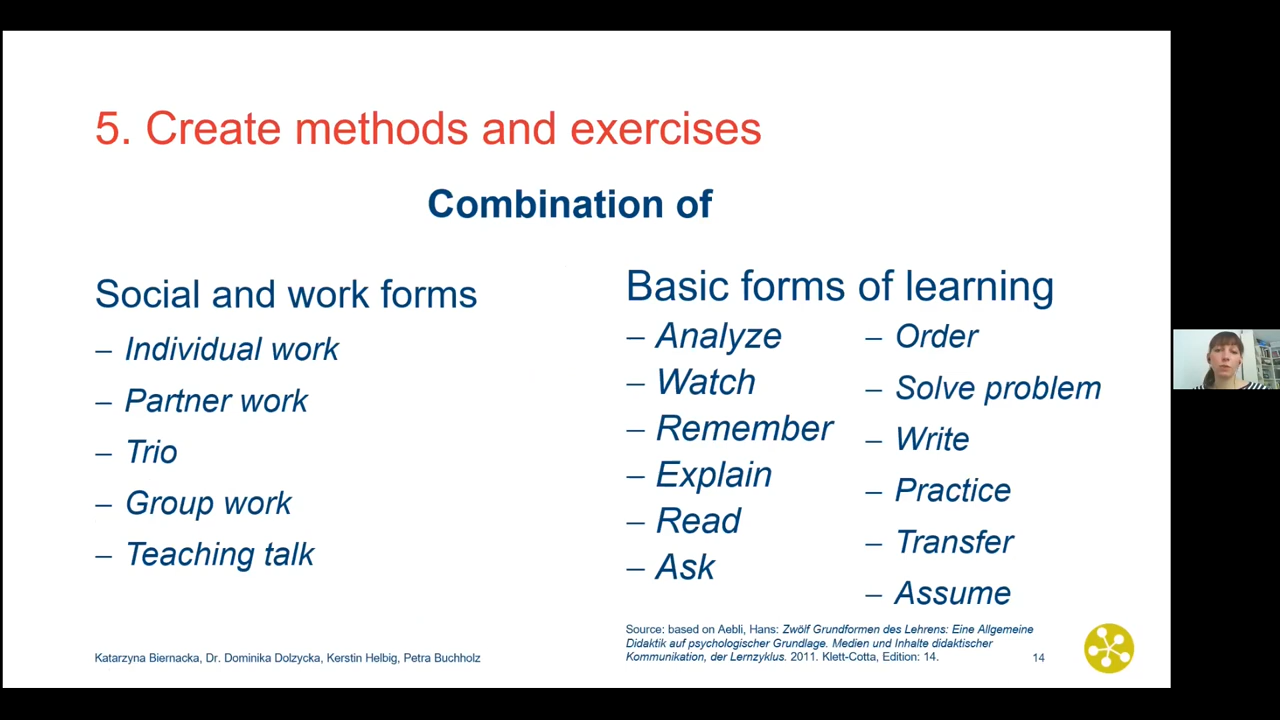 5. Create methods and exercises
Combination of
Social and work forms
– Individual work
– Partner work
– Trio
– Group work
– Teaching talk
Basic forms of learning
– Analyze
– Watch
– Remember
– Explain
– Read
– Ask
– Order
– Solve problem
– Write
– Practice
– Transfer
– Assume
Source: based on Aebli, Hans: Zwölf Grundformen des Lehrens: Eine Allgemeine
Didaktik auf psychologischer Grundlage. Medien und Inhalte didaktischer
Kommunikation, der Lernzyklus. 2011. Klett-Cotta, Edition: 14.
Katarzyna Biernacka, Dr. Dominika Dolzycka, Kerstin Helbig, Petra Buchholz
14